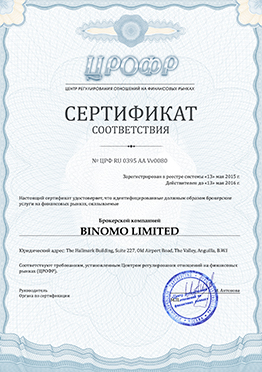 ЦРОФР
ЦЕНТР РЕГУЛИРОВАНИЯ ОТНОШЕНИЙ НА ФИНАНСОВЫХ РЫНКАХ
СЕРТИФИКАТ
СООТВЕТСТВИЯ
№ ЦРФ RU 0395 AA Vv0080
Зарегистрирован в реестре системы «13» мая 2015 г.
Действителен до «13» мая 2016 г.
Настоящий сертификат удостоверяет, что идентифицированные должным образом брокерские
услуги на финансовых рынках, оказываемые
Брокерской компанией
BINOMO LIMITED
Юридический адрес: The Hallmark Building, Suite 227, Old Airport Road, The Valley, Anguilla, B.W.I
Соответствуют требованиям, установленным Центром регулирования отношений на финансовых
рынках (ЦРОФР).
Руководитель
Органа по сертификации